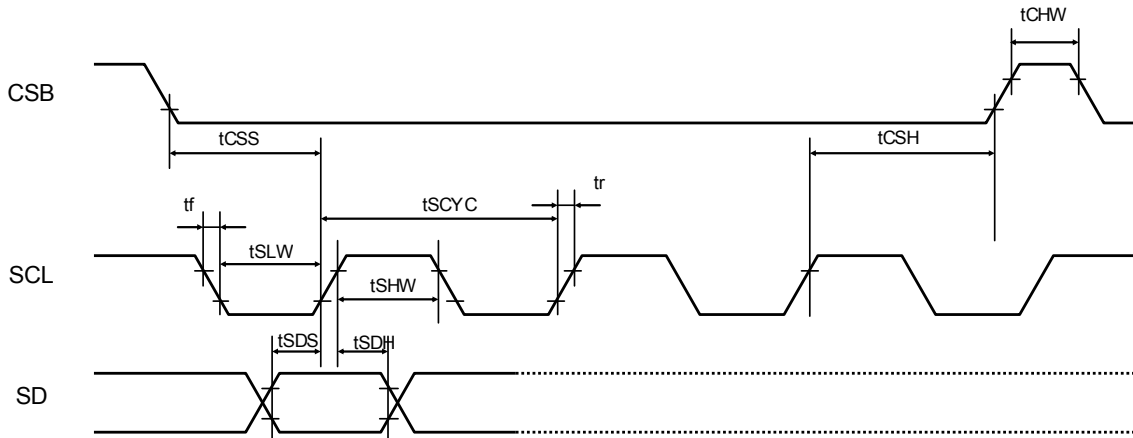 tCHW
CSB
tCSS
tCSH
tf
tSCYC
tr
tSLW
SCL
tSHW
tSDS
tSDH
SD